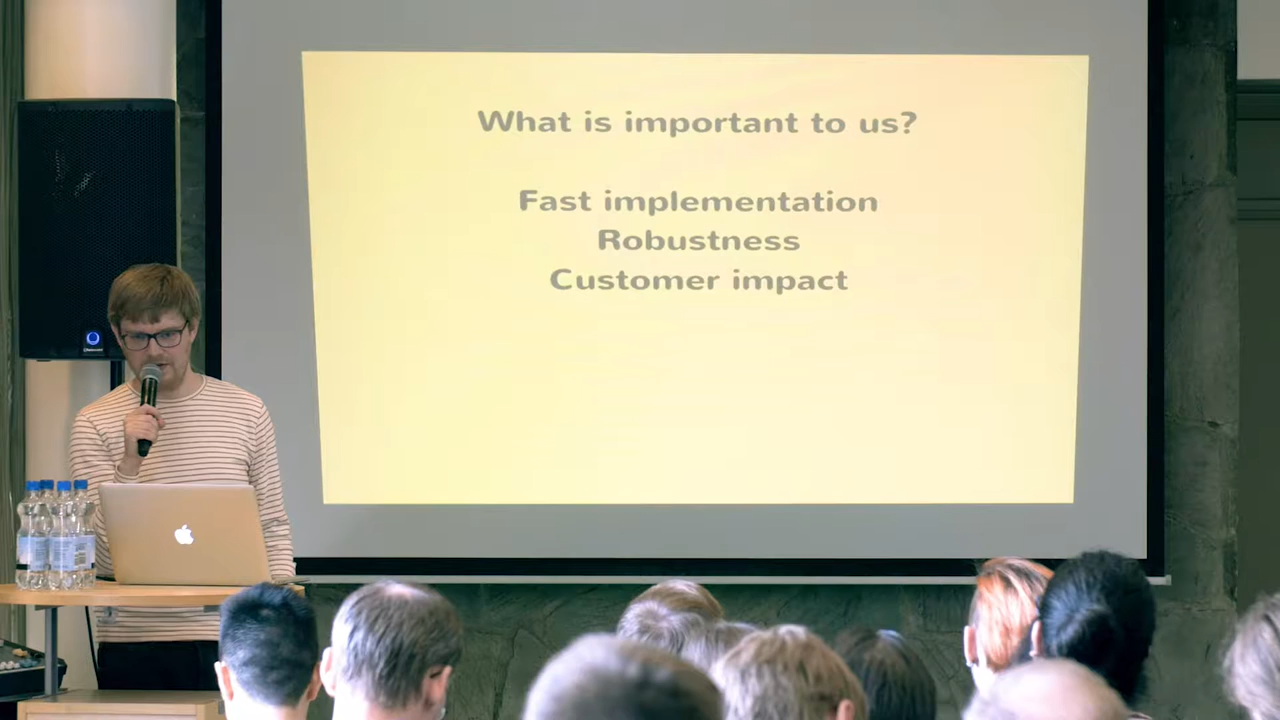 What is important to us?
Fast implementation
Robustness
Customer impact